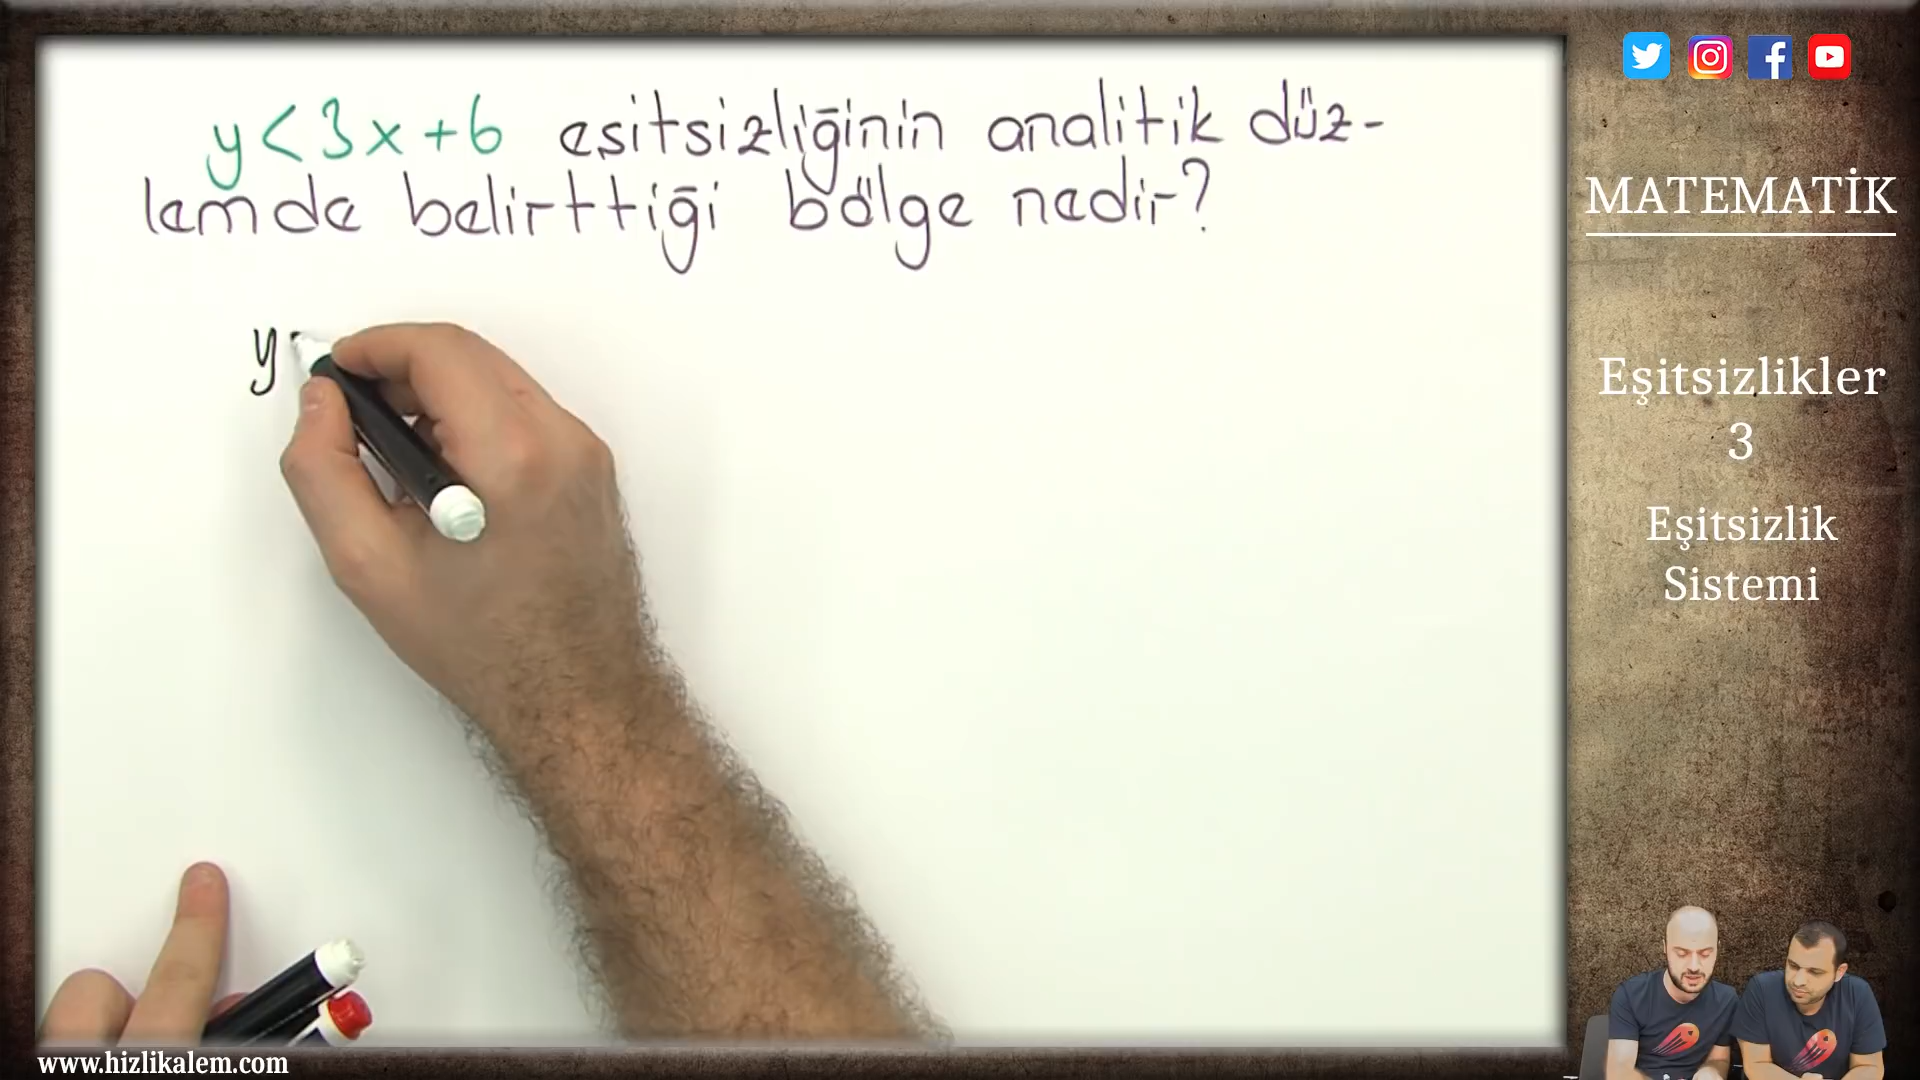 y<3x+6 eşitsizliğinin analitik düz-
lemde belirttiği bölge nedir?
y
MATEMATİK
Eşitsizlikler
3
Eşitsizlik
Sistemi
www.hizlikalem.com